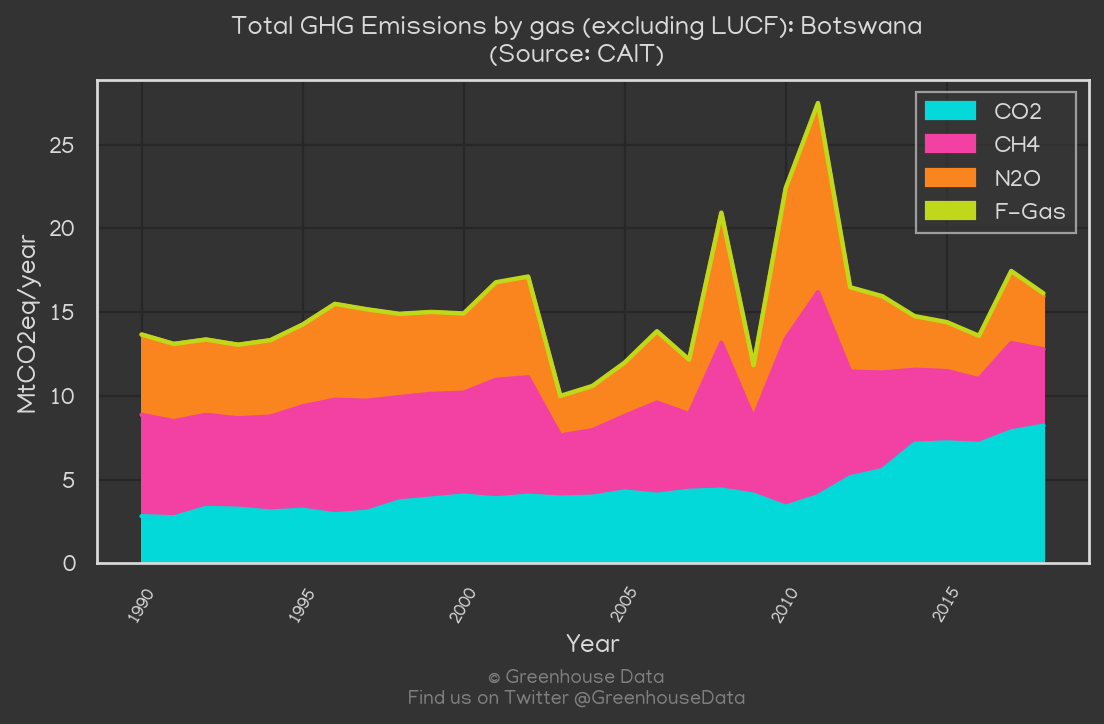 Total GHG Emissions by gas (excluding LUCF): Botswana
(Source: CAIT)
CO2
CH4
N2O
F-Gas
MtCO2eq/year
25
20
15
10
5
0
1990
1995
2000
2005
2010
2015
Year
© Greenhouse Data
Find us on Twitter @GreenhouseData